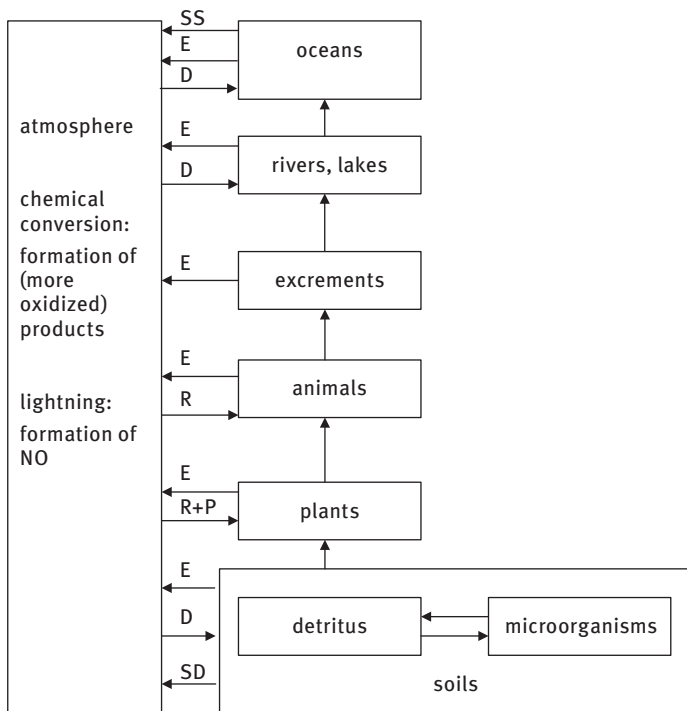 SS
E
D
oceans
atmosphere
E
D
rivers, lakes
chemical
conversion:
formation of
(more
oxidized)
products
E
excrements
E
R
animals
lightning:
formation of
NO
E
R+P
plants
E
D
SD
detritus
microorganisms
soils